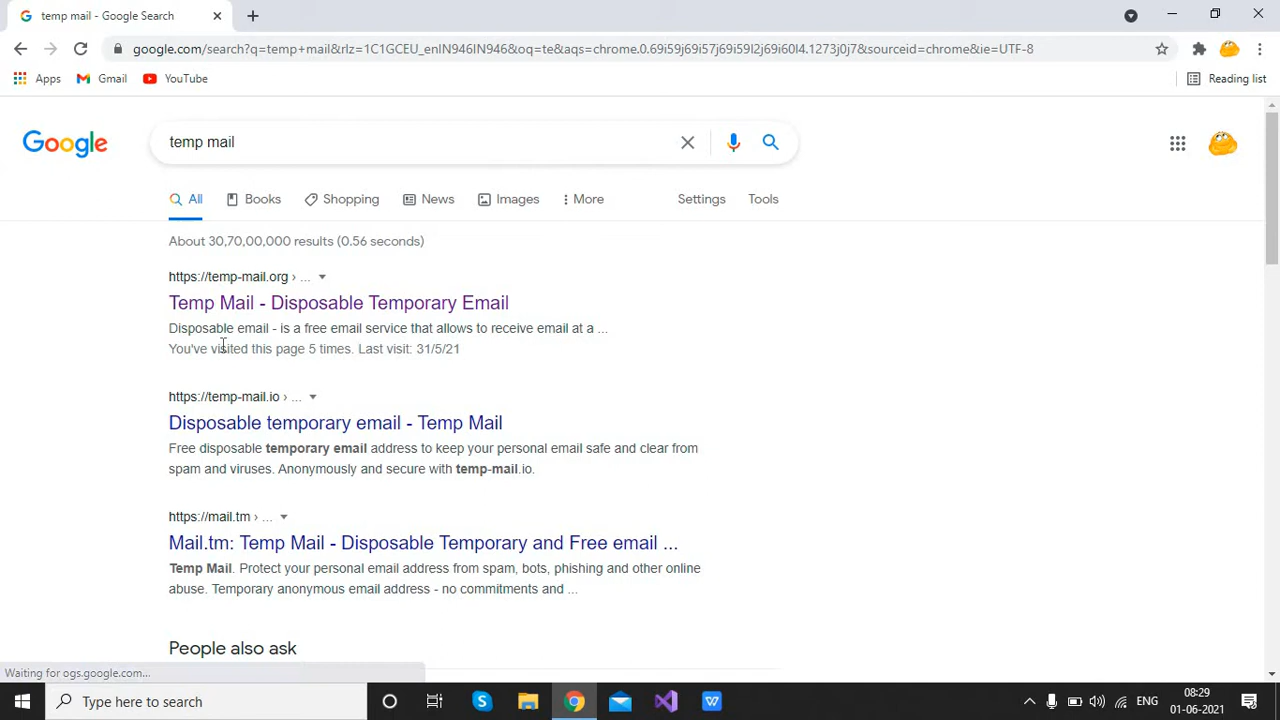 temp mail - Google Search
google.com/search?q=temp+mail&rlz=1C1GCEU_enIN946IN946&oq=te&aqs=chrome.0.69i59j69i57j69i59l2j69i60l4.1273j0j7&sourceid=chrome&ie=UTF-8
Apps Gmail YouTube Reading list
Google temp mail
All Books Shopping News Images More Settings Tools
About 30,70,00,000 results (0.56 seconds)
https://temp-mail.org › ...
Temp Mail - Disposable Temporary Email
Disposable email - is a free email service that allows to receive email at a ...
You've visited this page 5 times. Last visit: 31/5/21
https://temp-mail.io › ...
Disposable temporary email - Temp Mail
Free disposable temporary email address to keep your personal email safe and clear from
spam and viruses. Anonymously and secure with temp-mail.io.
https://mail.tm › ...
Mail.tm: Temp Mail - Disposable Temporary and Free email ...
Temp Mail. Protect your personal email address from spam, bots, phishing and other online
abuse. Temporary anonymous email address - no commitments and ...
People also ask
Waiting for ogs.google.com...
Type here to search
ENG
08:29
01-06-2021